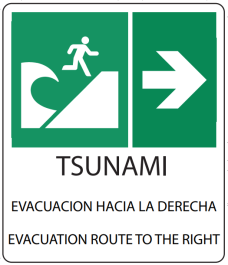 TSUNAMI
EVACUACION HACIA LA DERECHA
EVACUATION ROUTE TO THE RIGHT